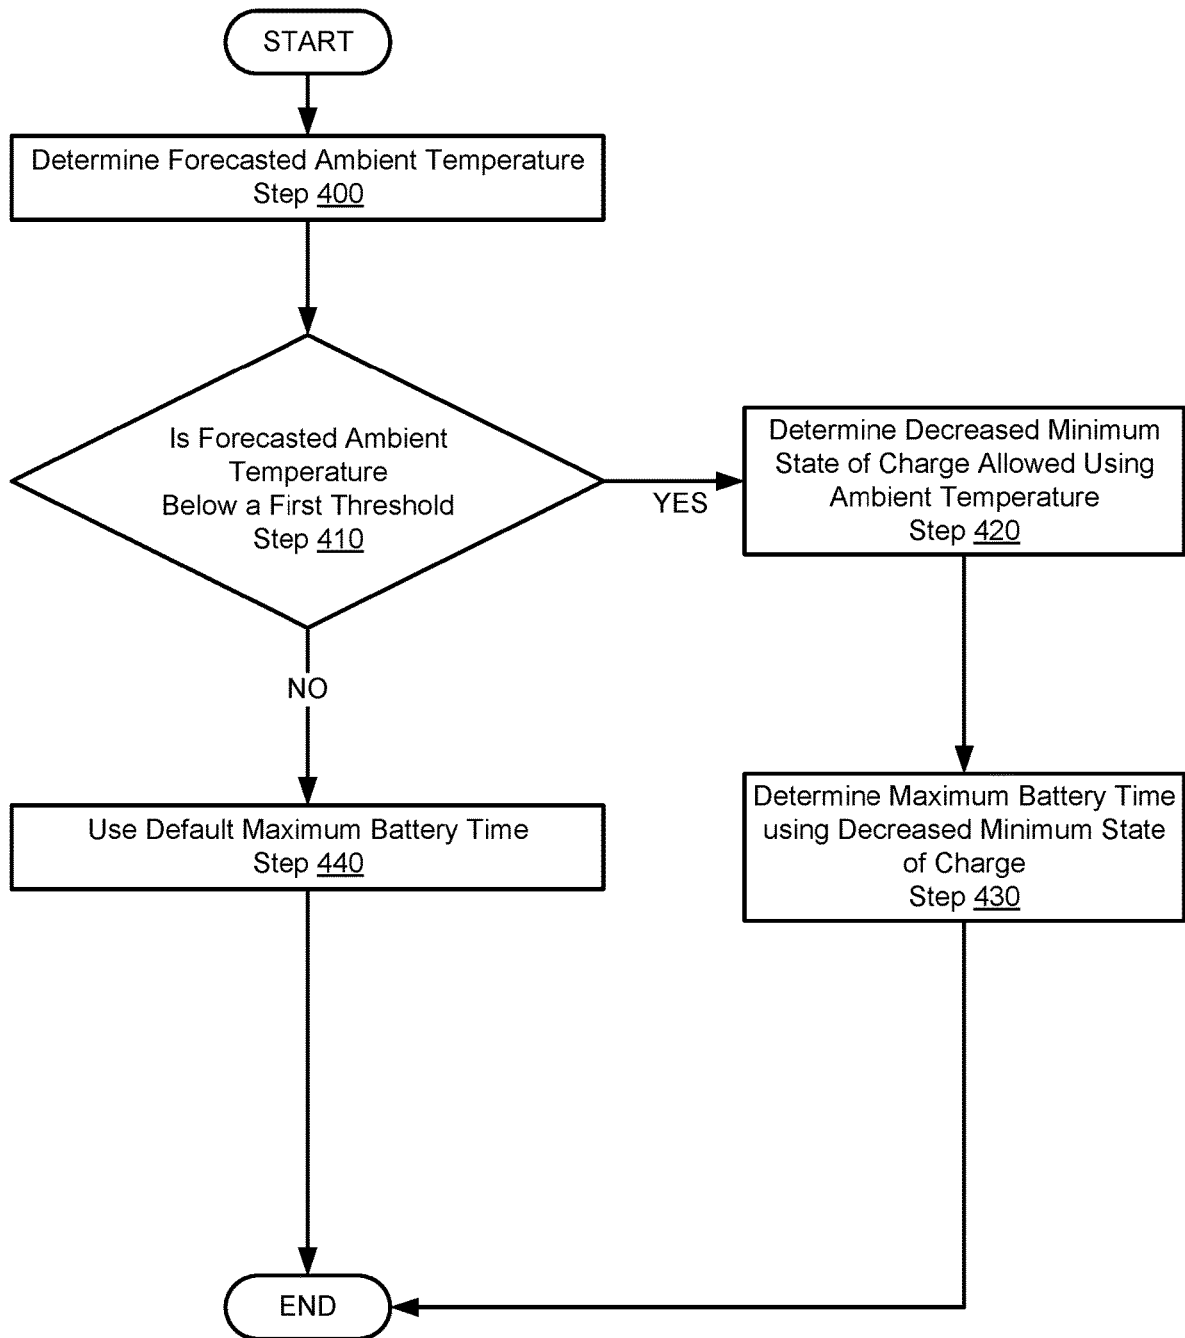 START
Determine Forecasted Ambient Temperature
Step 400
Is Forecasted Ambient
Temperature
Below a First Threshold
Step 410
YES
Determine Decreased Minimum
State of Charge Allowed Using
Ambient Temperature
Step 420
NO
Use Default Maximum Battery Time
Step 440
Determine Maximum Battery Time
using Decreased Minimum State
of Charge
Step 430
END